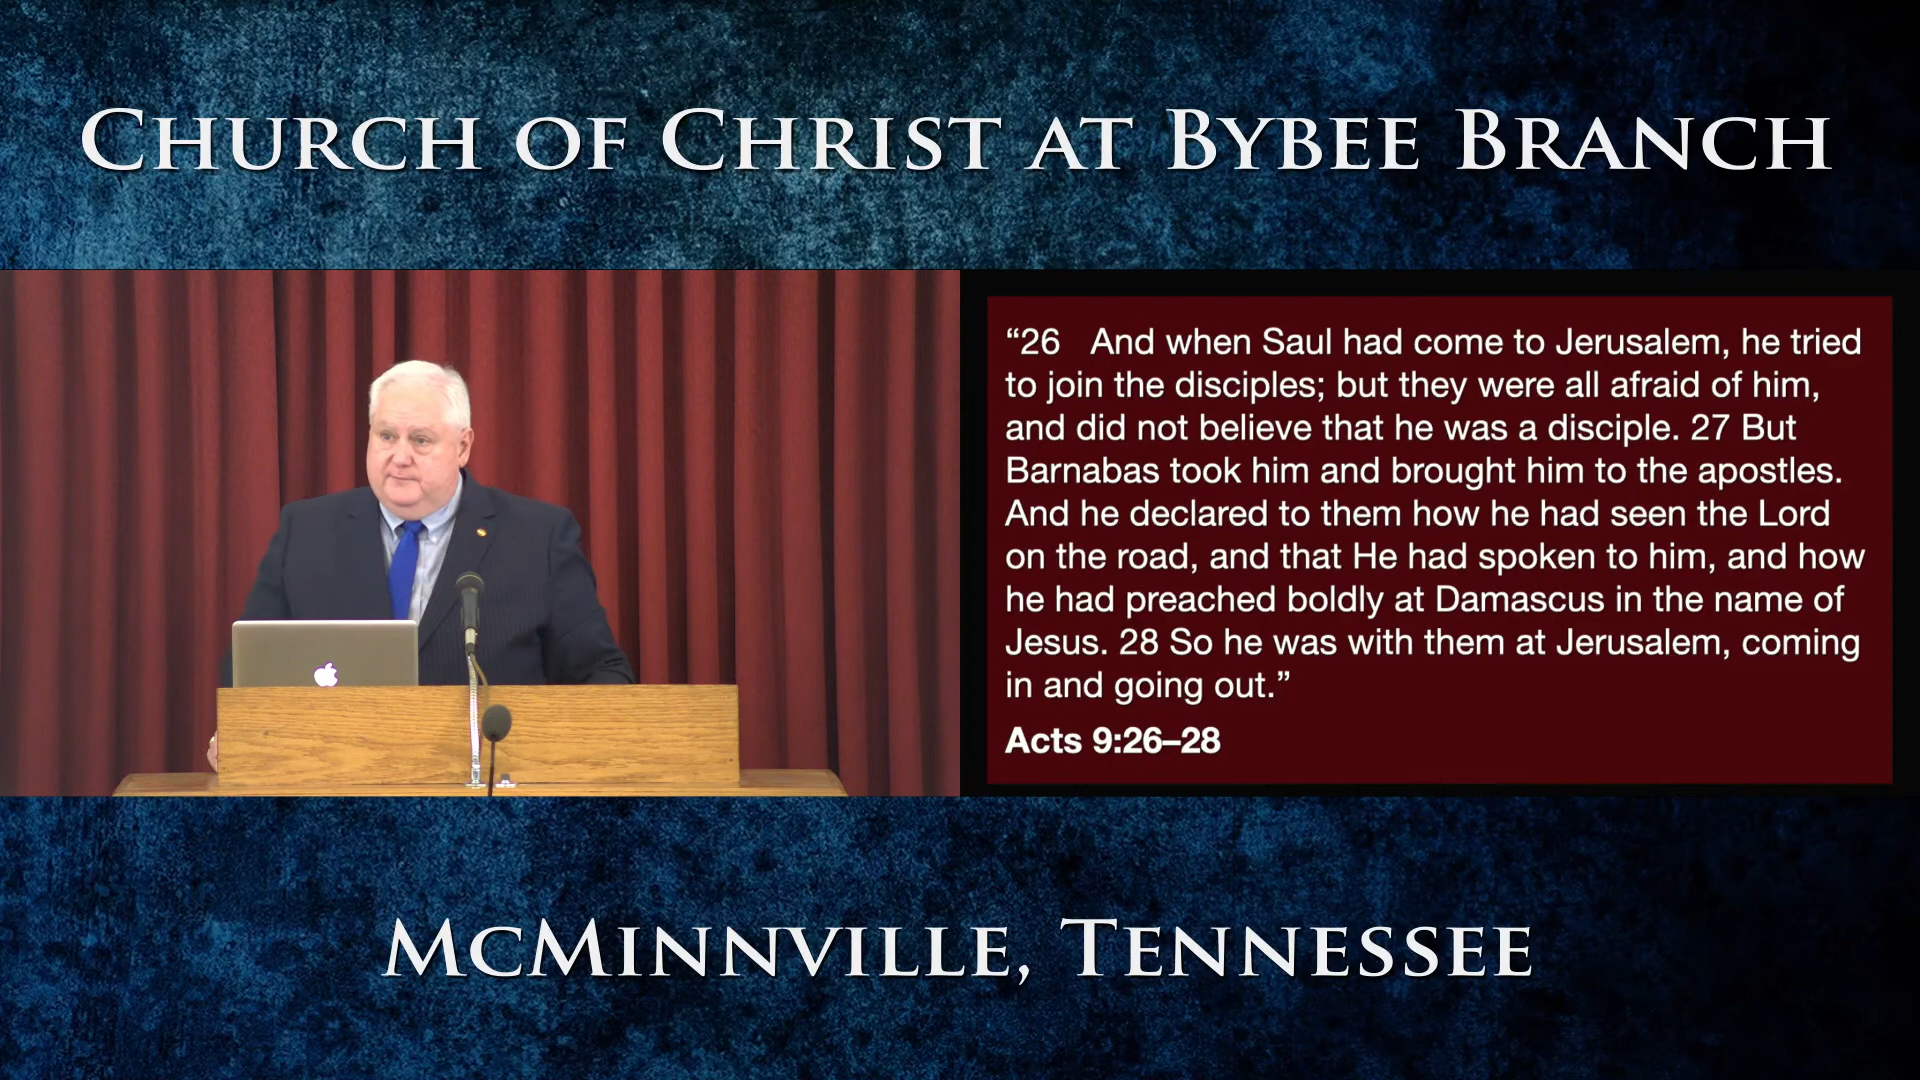 Church of Christ at Bybee Branch
“26 And when Saul had come to Jerusalem, he tried
to join the disciples; but they were all afraid of him,
and did not believe that he was a disciple. 27 But
Barnabas took him and brought him to the apostles.
And he declared to them how he had seen the Lord
on the road, and that He had spoken to him, and how
he had preached boldly at Damascus in the name of
Jesus. 28 So he was with them at Jerusalem, coming
in and going out.”
Acts 9:26–28
McMinnville, Tennessee